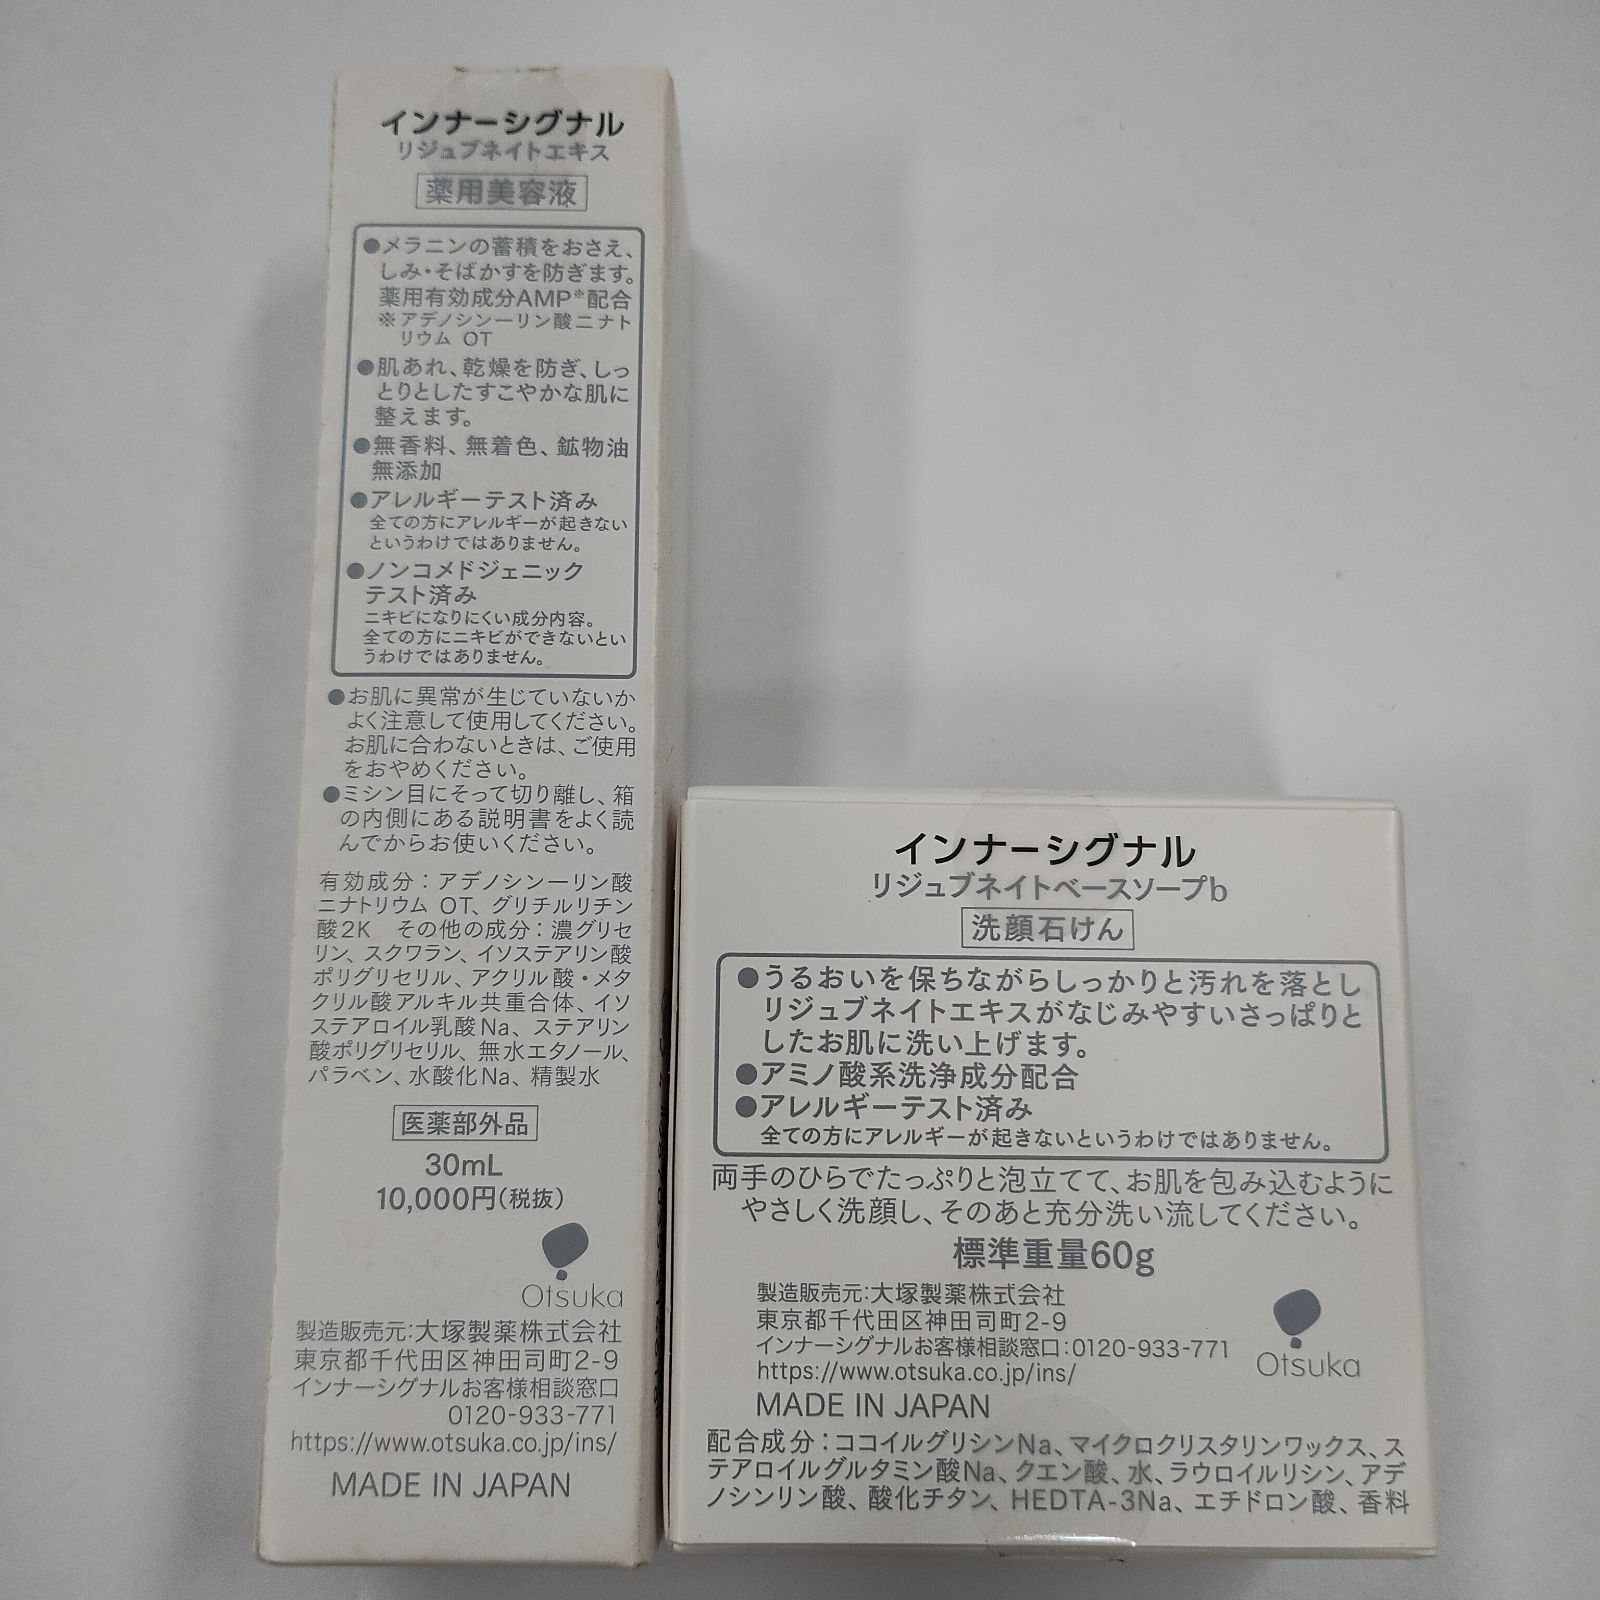 インナーシグナル
リジュブネイトエキス
薬用美容液
●メラニンの蓄積をおさえ、
しみ・そばかすを防ぎます。
薬用有効成分AMP※配合
※アデノシン一リン酸二ナト
リウム OT
●肌あれ、乾燥を防ぎ、しっ
とりとしたすこやかな肌に
整えます。
●無香料、無着色、鉱物油
無添加
●アレルギーテスト済み
全ての方にアレルギーが起きない
というわけではありません。
●ノンコメドジェニック
テスト済み
ニキビになりにくい成分内容。
全ての方にニキビができないとい
うわけではありません。
●お肌に異常が生じていないか
よく注意して使用してください。
お肌に合わないときは、ご使用
をおやめください。
●ミシン目にそって切り離し、箱
の内側にある説明書をよく読
んでからお使いください。
有効成分：アデノシン一リン酸
二ナトリウム OT、グリチルリチン
酸2K その他の成分：濃グリセ
リン、スクワラン、イソステアリン酸
ポリグリセリル、アクリル酸・メタ
クリル酸アルキル共重合体、イソ
ステアロイル乳酸Na、ステアリン
酸ポリグリセリル、無水エタノール、
パラベン、水酸化Na、精製水
医薬部外品
30mL
10,000円（税抜）
Otsuka
製造販売元：大塚製薬株式会社
東京都千代田区神田司町2-9
インナーシグナルお客様相談窓口
0120-933-771
https://www.otsuka.co.jp/ins/
MADE IN JAPAN
インナーシグナル
リジュブネイトベースソープb
洗顔石けん
●うるおいを保ちながらしっかりと汚れを落とし
リジュブネイトエキスがなじみやすいさっぱりと
したお肌に洗い上げます。
●アミノ酸系洗浄成分配合
●アレルギーテスト済み
全ての方にアレルギーが起きないというわけではありません。
両手のひらでたっぷりと泡立てて、お肌を包み込むように
やさしく洗顔し、そのあと充分洗い流してください。
標準重量60g
製造販売元：大塚製薬株式会社
東京都千代田区神田司町2-9
インナーシグナルお客様相談窓口：0120-933-771
https://www.otsuka.co.jp/ins/
Otsuka
MADE IN JAPAN
配合成分：ココイルグリシンNa、マイクロクリスタリンワックス、ス
テアロイルグルタミン酸Na、クエン酸、水、ラウロイルリシン、アデ
ノシンリン酸、酸化チタン、HEDTA-3Na、エチドロン酸、香料